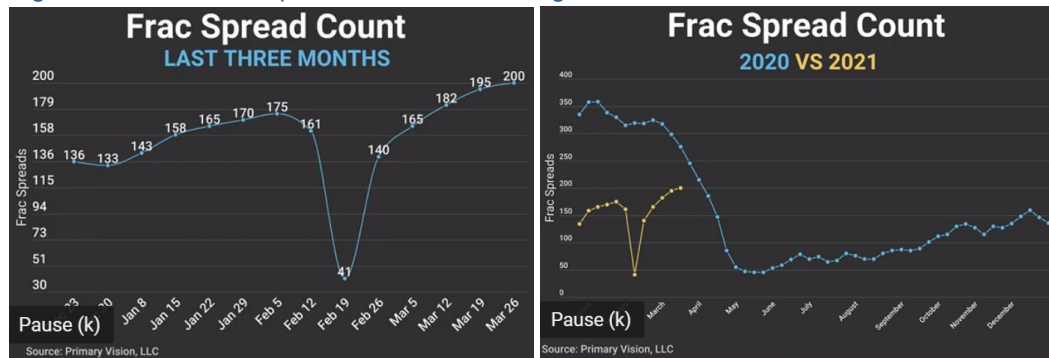 Frac Spread Count
LAST THREE MONTHS
200
179
158
136
115
94
73
51
30
Frac Spreads
136
133
143
158
165
170
175
161
41
140
165
182
195
200
Jan 8
Jan 15
Jan 22
Jan 29
Feb 5
Feb 12
Feb 19
Feb 26
Mar 5
Mar 12
Mar 19
Mar 26
Pause (k)
Source: Primary Vision, LLC
Frac Spread Count
2020 VS 2021
400
350
300
250
200
150
100
50
0
Frac Spreads
March
April
May
June
July
August
September
October
November
December
Pause (k)
Source: Primary Vision, LLC